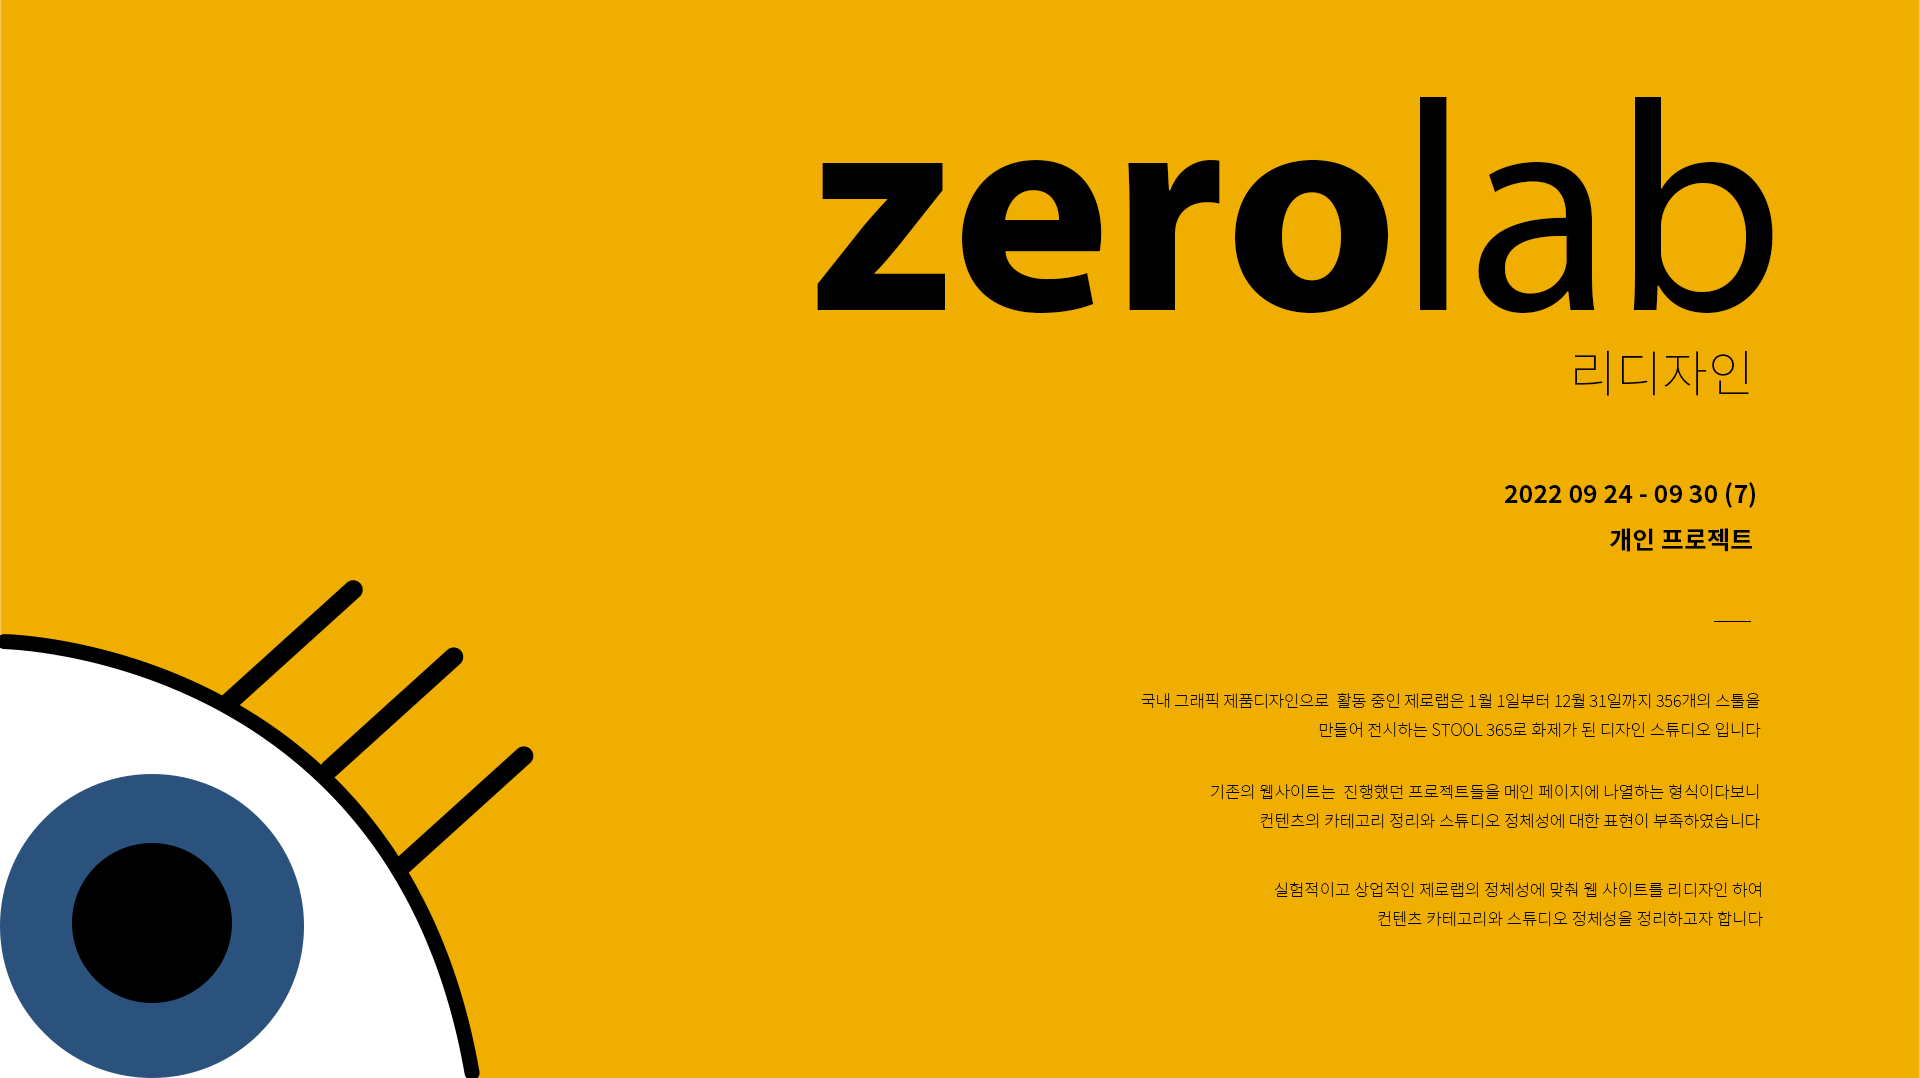 zerolab
리디자인
2022 09 24 - 09 30 (7)
개인 프로젝트
국내 그래픽 제품디자인으로 활동 중인 제로랩은 1월 1일부터 12월 31일까지 356개의 스툴을
만들어 전시하는 STOOL 365로 화제가 된 디자인 스튜디오 입니다
기존의 웹사이트는 진행했던 프로젝트들을 메인 페이지에 나열하는 형식이다보니
컨텐츠의 카테고리 정리와 스튜디오 정체성에 대한 표현이 부족하였습니다
실험적이고 상업적인 제로랩의 정체성에 맞춰 웹 사이트를 리디자인 하여
컨텐츠 카테고리와 스튜디오 정체성을 정리하고자 합니다